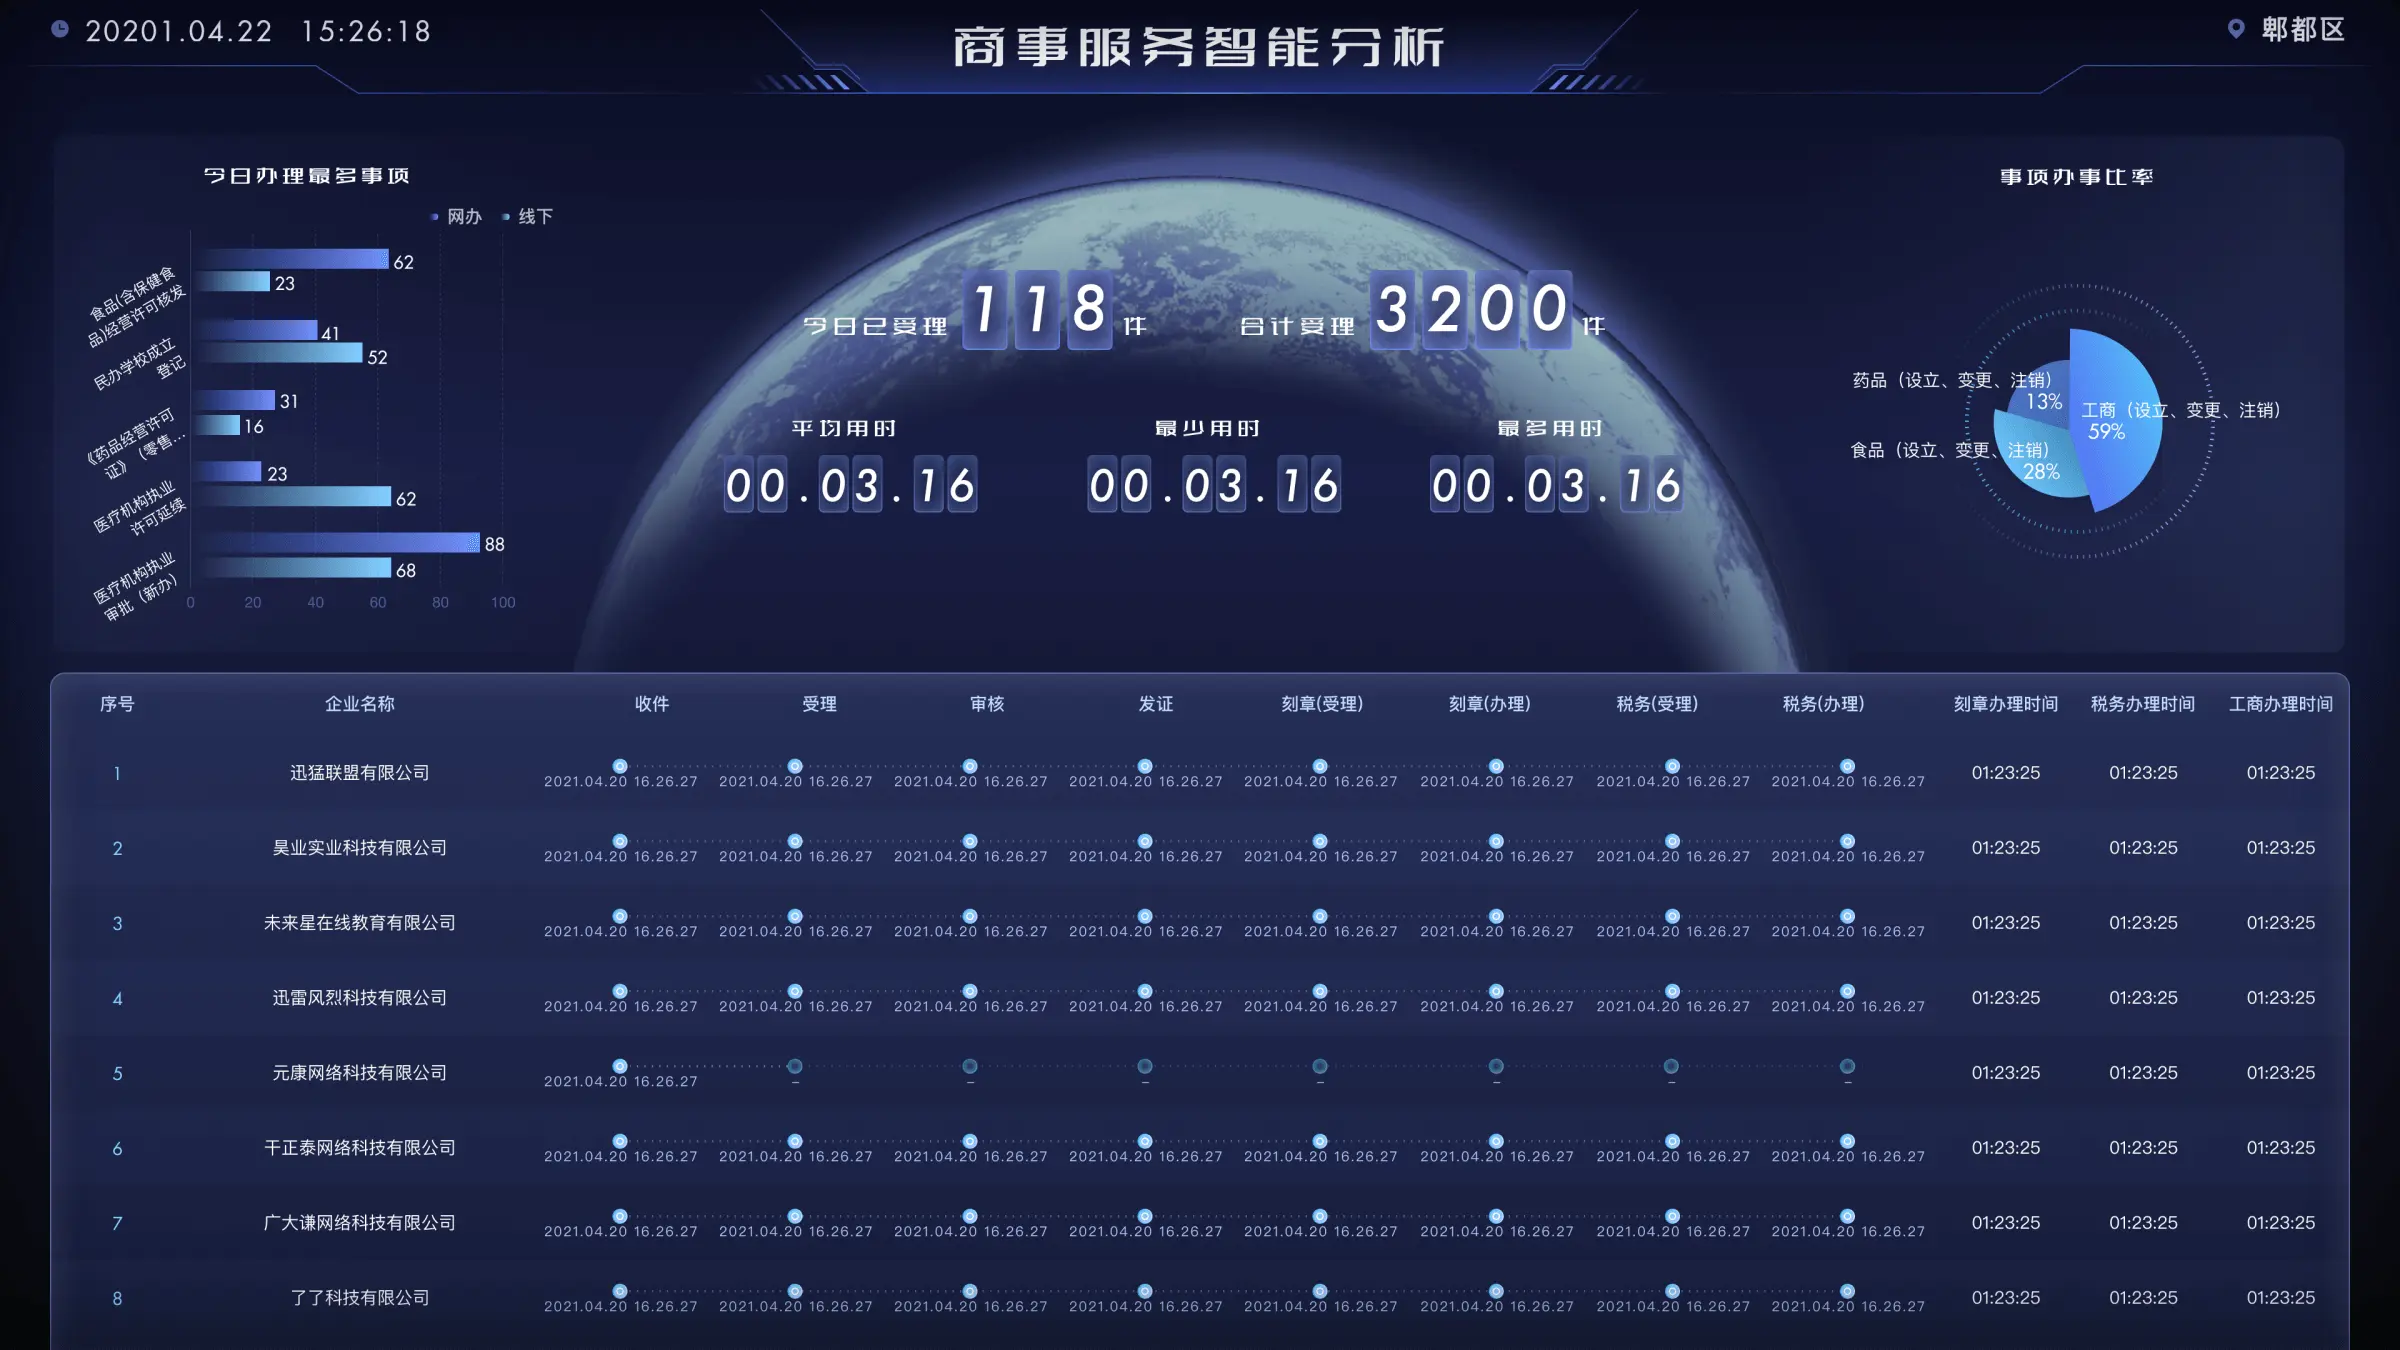 20201.04.22 15:26:18
商事服务智能分析
郫都区
今日办理最多事项
网办 线下
食品(含保健食
品)经营许可核发
62
23
民办学校成立
登记
41
52
《药品经营许可
证》（零售...
31
16
医疗机构执业
许可延续
23
62
医疗机构执业
审批（新办）
88
68
0 20 40 60 80 100
今日已受理 118 件
合计受理 3200 件
平均用时 最少用时 最多用时
00.03.16 00.03.16 00.03.16
事项办事比率
药品（设立、变更、注销）
13%
工商（设立、变更、注销）
59%
食品（设立、变更、注销）
28%
序号 企业名称 收件 受理 审核 发证 刻章(受理) 刻章(办理) 税务(受理) 税务(办理) 刻章办理时间 税务办理时间 工商办理时间
1 迅猛联盟有限公司 2021.04.20 16.26.27 2021.04.20 16.26.27 2021.04.20 16.26.27 2021.04.20 16.26.27 2021.04.20 16.26.27 2021.04.20 16.26.27 2021.04.20 16.26.27 2021.04.20 16.26.27 01:23:25 01:23:25 01:23:25
2 昊业实业科技有限公司 2021.04.20 16.26.27 2021.04.20 16.26.27 2021.04.20 16.26.27 2021.04.20 16.26.27 2021.04.20 16.26.27 2021.04.20 16.26.27 2021.04.20 16.26.27 2021.04.20 16.26.27 01:23:25 01:23:25 01:23:25
3 未来星在线教育有限公司 2021.04.20 16.26.27 2021.04.20 16.26.27 2021.04.20 16.26.27 2021.04.20 16.26.27 2021.04.20 16.26.27 2021.04.20 16.26.27 2021.04.20 16.26.27 2021.04.20 16.26.27 01:23:25 01:23:25 01:23:25
4 迅雷风烈科技有限公司 2021.04.20 16.26.27 2021.04.20 16.26.27 2021.04.20 16.26.27 2021.04.20 16.26.27 2021.04.20 16.26.27 2021.04.20 16.26.27 2021.04.20 16.26.27 2021.04.20 16.26.27 01:23:25 01:23:25 01:23:25
5 元康网络科技有限公司 2021.04.20 16.26.27 – – – – – – – 01:23:25 01:23:25 01:23:25
6 干正泰网络科技有限公司 2021.04.20 16.26.27 2021.04.20 16.26.27 2021.04.20 16.26.27 2021.04.20 16.26.27 2021.04.20 16.26.27 2021.04.20 16.26.27 2021.04.20 16.26.27 2021.04.20 16.26.27 01:23:25 01:23:25 01:23:25
7 广大谦网络科技有限公司 2021.04.20 16.26.27 2021.04.20 16.26.27 2021.04.20 16.26.27 2021.04.20 16.26.27 2021.04.20 16.26.27 2021.04.20 16.26.27 2021.04.20 16.26.27 2021.04.20 16.26.27 01:23:25 01:23:25 01:23:25
8 了了科技有限公司 2021.04.20 16.26.27 2021.04.20 16.26.27 2021.04.20 16.26.27 2021.04.20 16.26.27 2021.04.20 16.26.27 2021.04.20 16.26.27 2021.04.20 16.26.27 2021.04.20 16.26.27 01:23:25 01:23:25 01:23:25